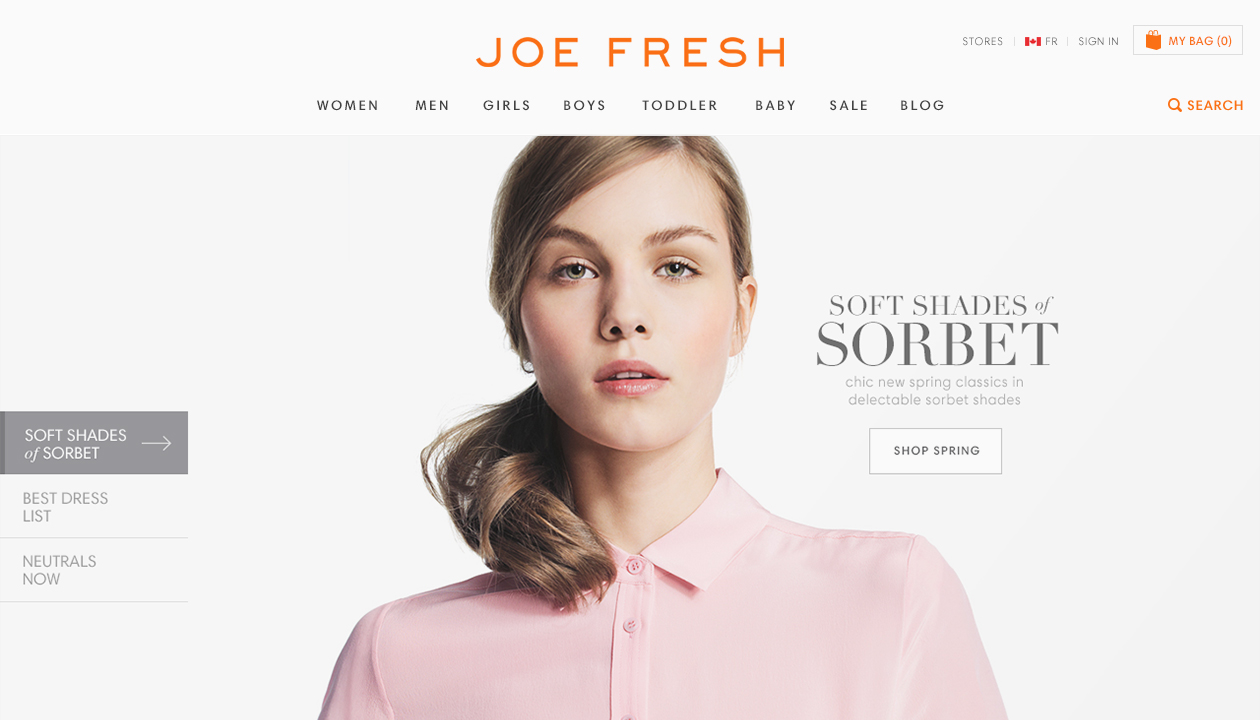 JOE FRESH
STORES
FR
SIGN IN
MY BAG (0)
WOMEN
MEN
GIRLS
BOYS
TODDLER
BABY
SALE
BLOG
SEARCH
SOFT SHADES of
SORBET
chic new spring classics in
delectable sorbet shades
SHOP SPRING
SOFT SHADES
of SORBET
BEST DRESS
LIST
NEUTRALS
NOW